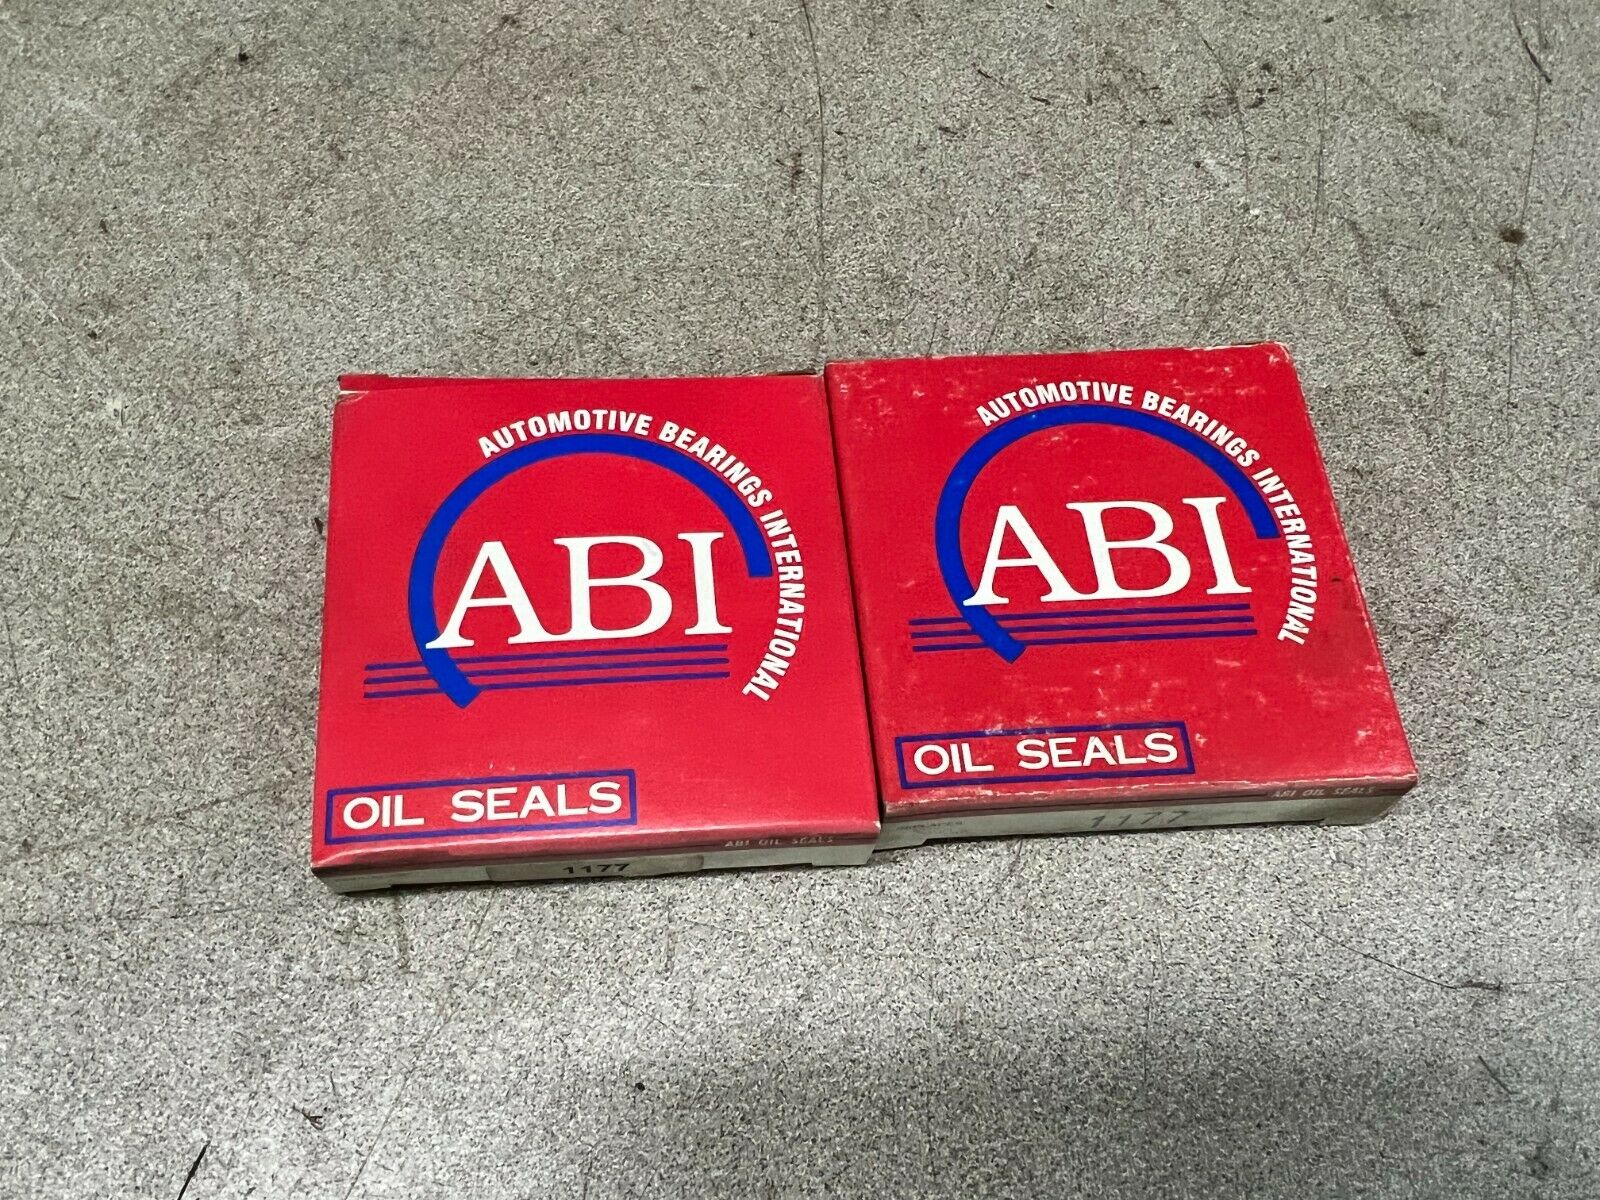 AUTOMOTIVE BEARINGS INTERNATIONAL
ABI
OIL SEALS
ABI OIL SEALS
1177
AUTOMOTIVE BEARINGS INTERNATIONAL
ABI
OIL SEALS
ABI OIL SEALS
1177